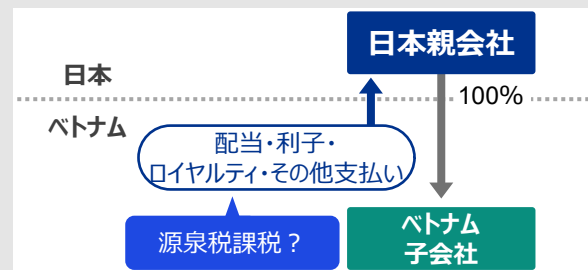 日本親会社
日本
100%
ベトナム
配当・利子・
ロイヤルティ・その他支払い
源泉税課税？
ベトナム
子会社